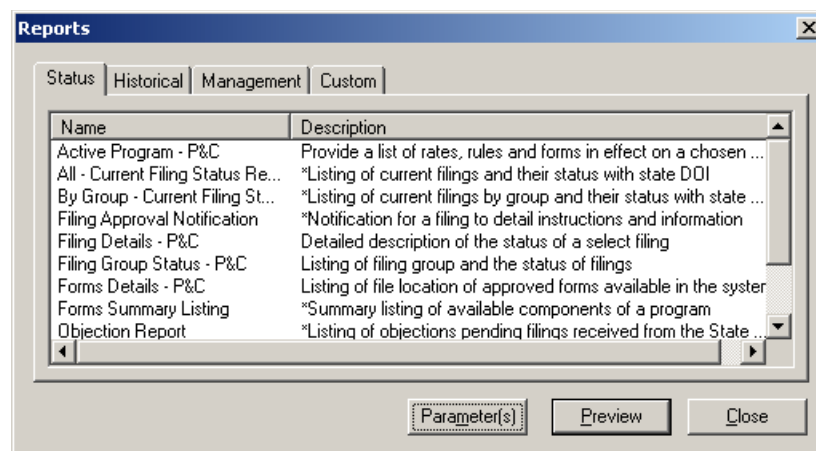 Reports
Status Historical Management Custom
Name Description
Active Program - P&C Provide a list of rates, rules and forms in effect on a chosen ...
All - Current Filing Status Re... *Listing of current filings and their status with state DOI
By Group - Current Filing St... *Listing of current filings by group and their status with state ...
Filing Approval Notification *Notification for a filing to detail instructions and information
Filing Details - P&C Detailed description of the status of a select filing
Filing Group Status - P&C Listing of filing group and the status of filings
Forms Details - P&C Listing of file location of approved forms available in the system
Forms Summary Listing *Summary listing of available components of a program
Objection Report *Listing of objections pending filings received from the State ...
Parameter(s) Preview Close